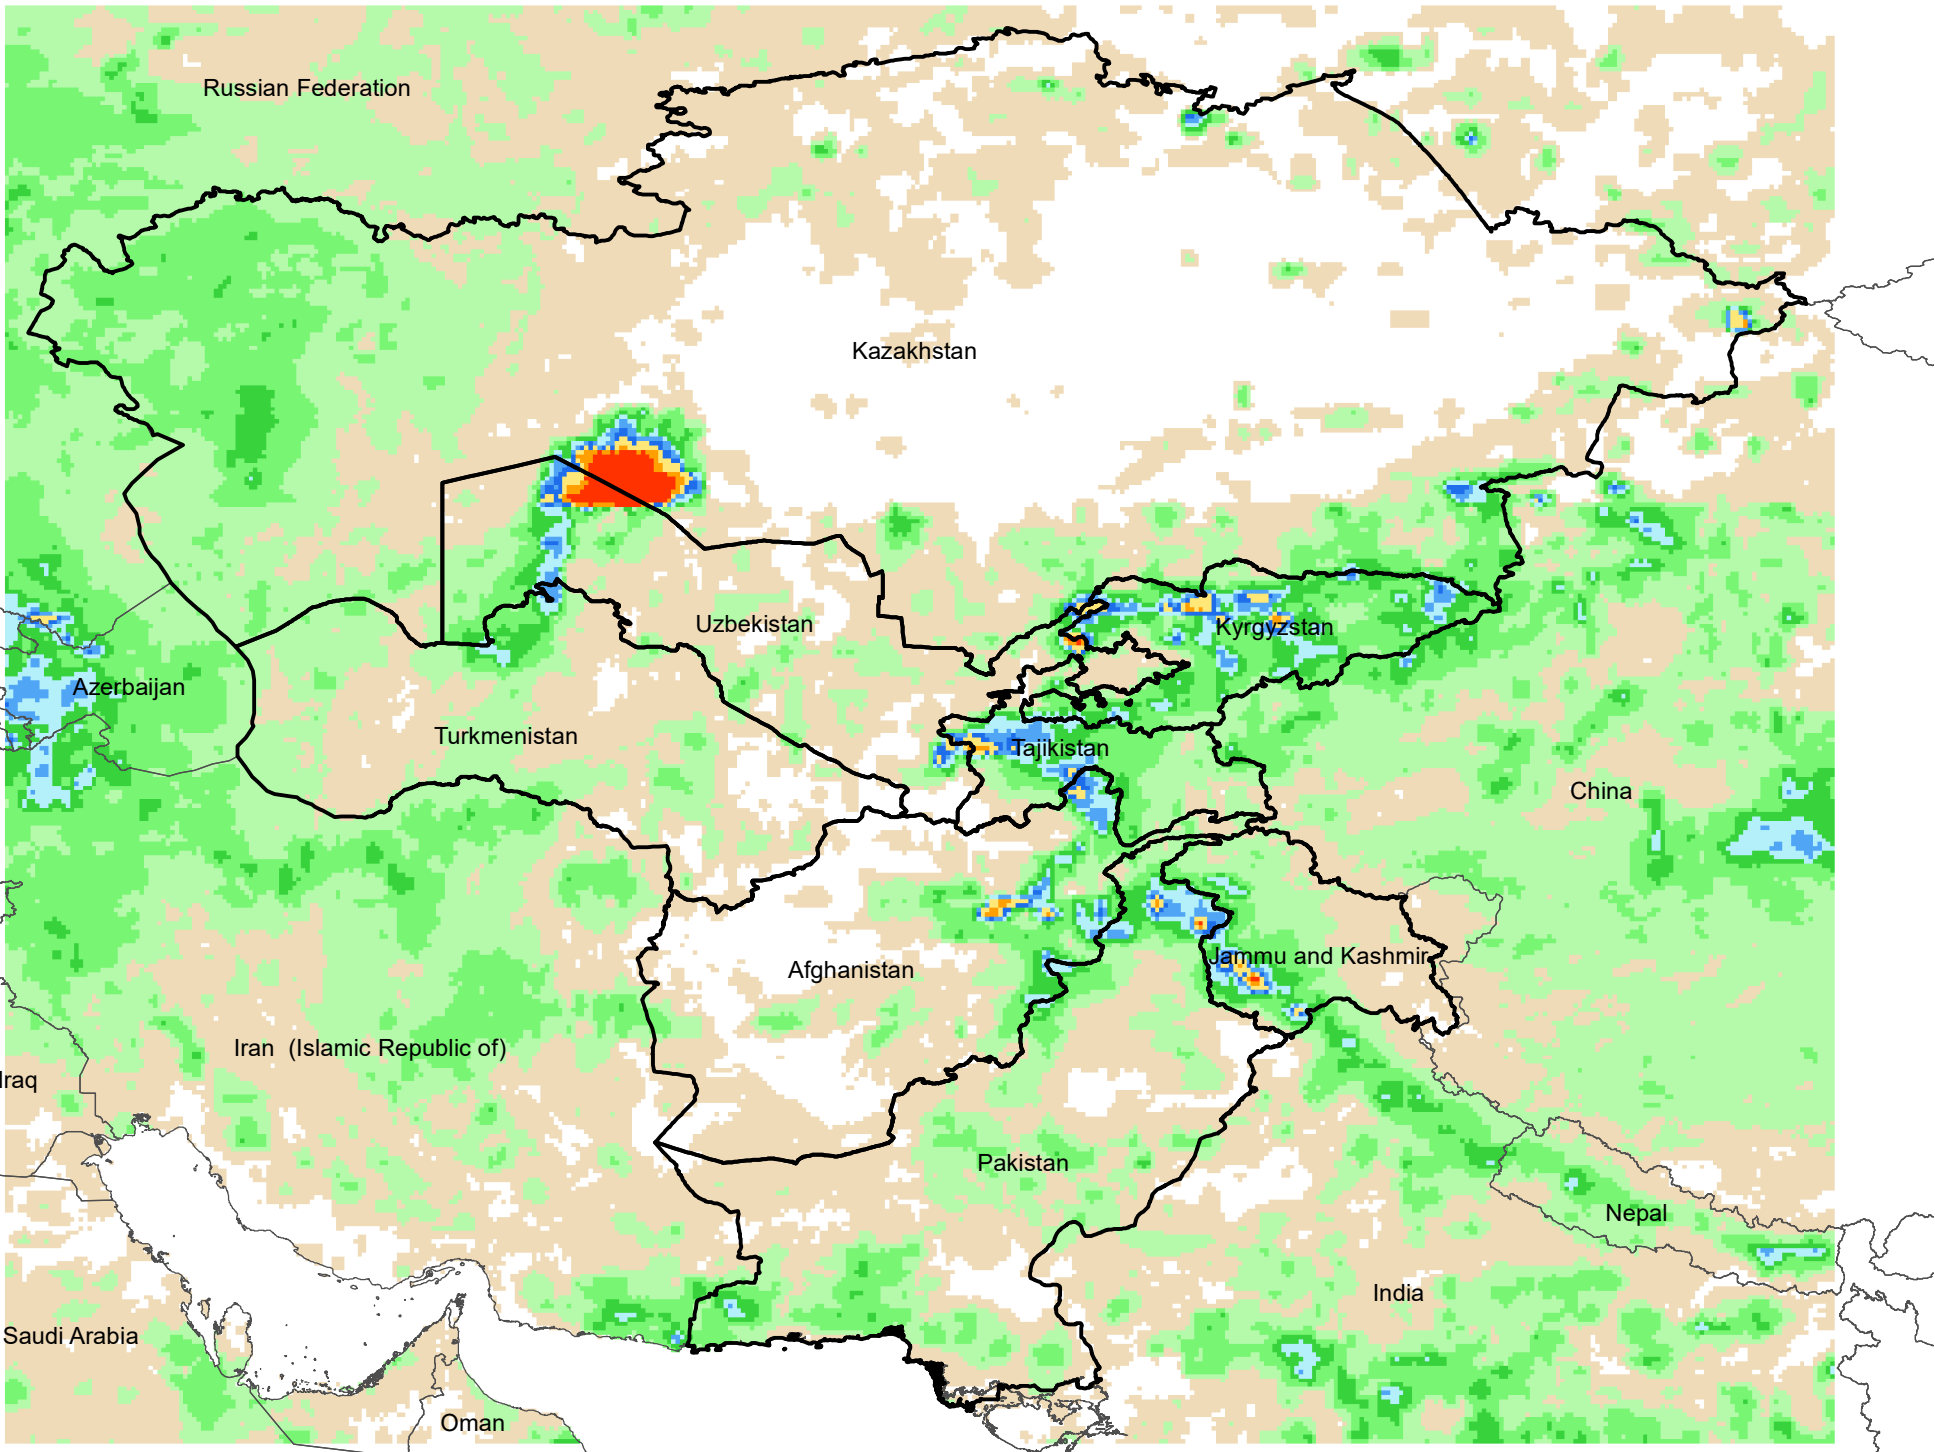 Russian Federation
Kazakhstan
Uzbekistan
Kyrgyzstan
Azerbaijan
Turkmenistan
Tajikistan
China
Jammu and Kashmir
Afghanistan
Iran  (Islamic Republic of)
Iraq
Pakistan
Nepal
India
Saudi Arabia
Oman